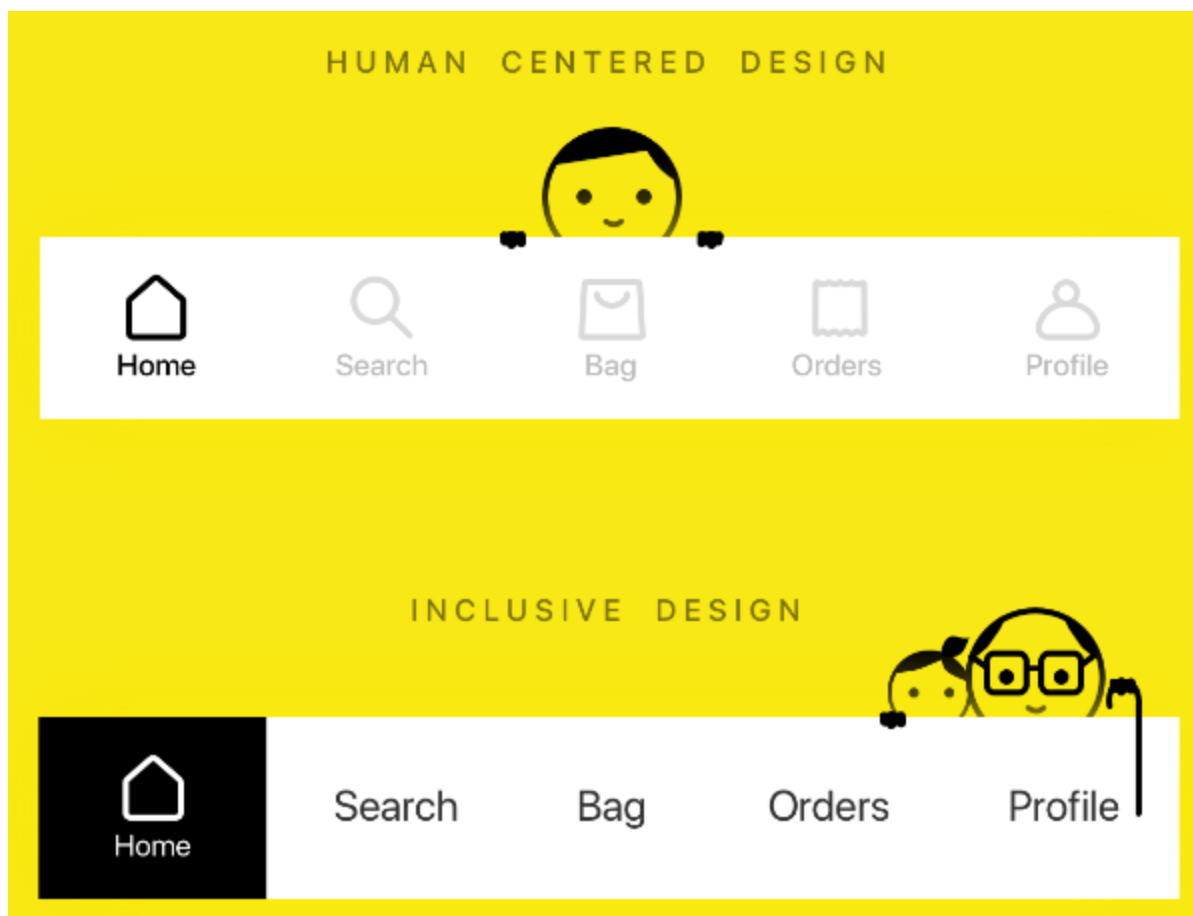 HUMAN CENTERED DESIGN
Home Search Bag Orders Profile
INCLUSIVE DESIGN
Search Bag Orders Profile
Home